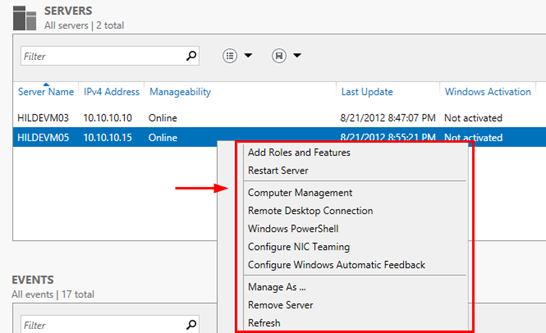 SERVERS
All servers | 2 total
Filter
Server Name IPv4 Address Manageability Last Update Windows Activation
HILDEVM03 10.10.10.10 Online 8/21/2012 8:47:07 PM Not activated
HILDEVM05 10.10.10.15 Online 8/21/2012 8:55:21 PM Not activated
Add Roles and Features
Restart Server
Computer Management
Remote Desktop Connection
Windows PowerShell
Configure NIC Teaming
Configure Windows Automatic Feedback
Manage As ...
Remove Server
Refresh
EVENTS
All events | 17 total
Filter